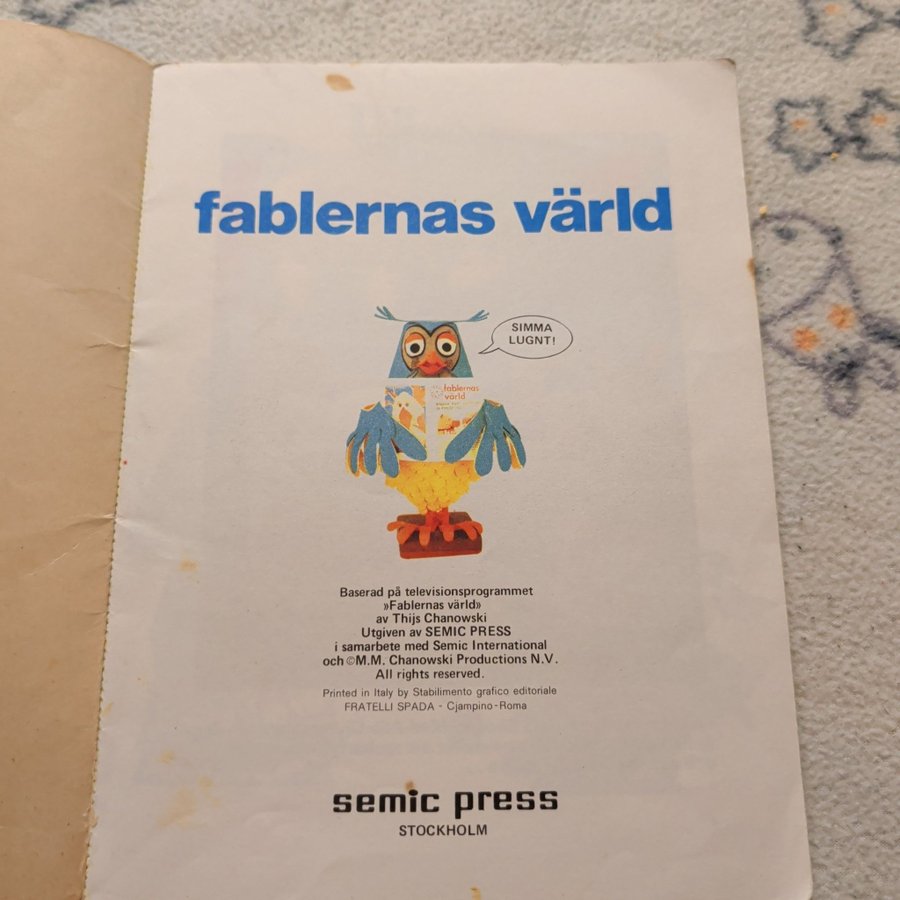 fablernas värld
SIMMA
LUGNT!
fablernas
värld
Baserad på televisionsprogrammet
»Fablernas värld»
av Thijs Chanowski
Utgiven av SEMIC PRESS
i samarbete med Semic International
och ©M.M. Chanowski Productions N.V.
All rights reserved.
Printed in Italy by Stabilimento grafico editoriale
FRATELLI SPADA - Cjampino-Roma
semic press
STOCKHOLM